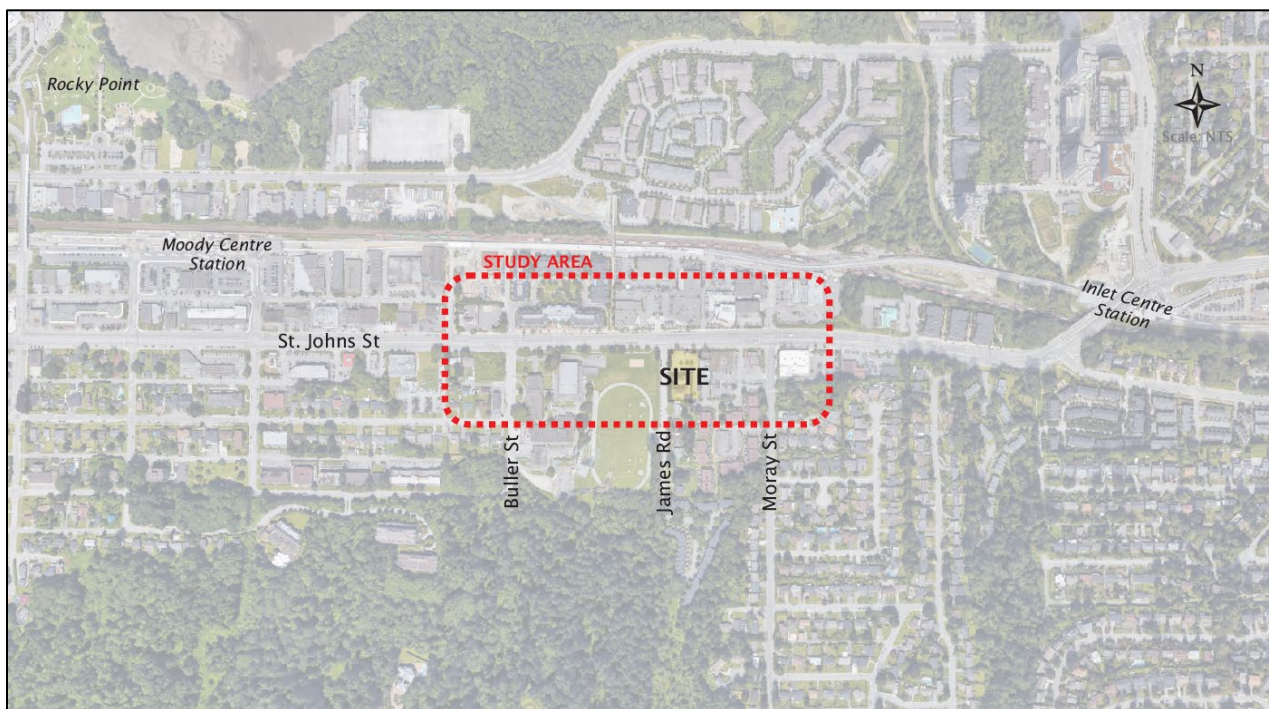 Rocky Point
N
Scale: NTS
Moody Centre
Station
STUDY AREA
Inlet Centre
Station
St. Johns St
SITE
Buller St
James Rd
Moray St